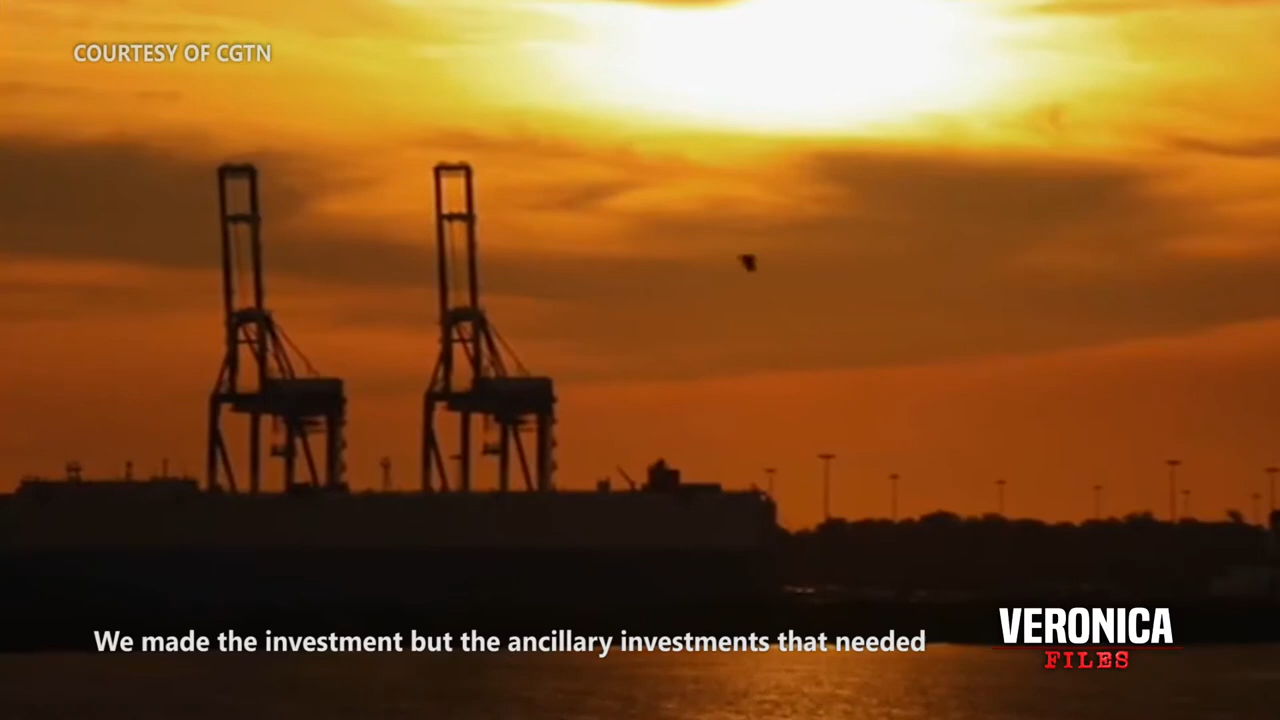 COURTESY OF CGTN
We made the investment but the ancillary investments that needed
VERONICA
FILES